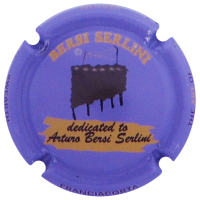 BERSI SERLINI
dedicated to
Arturo Bersi Serlini
FRANCIACORTA